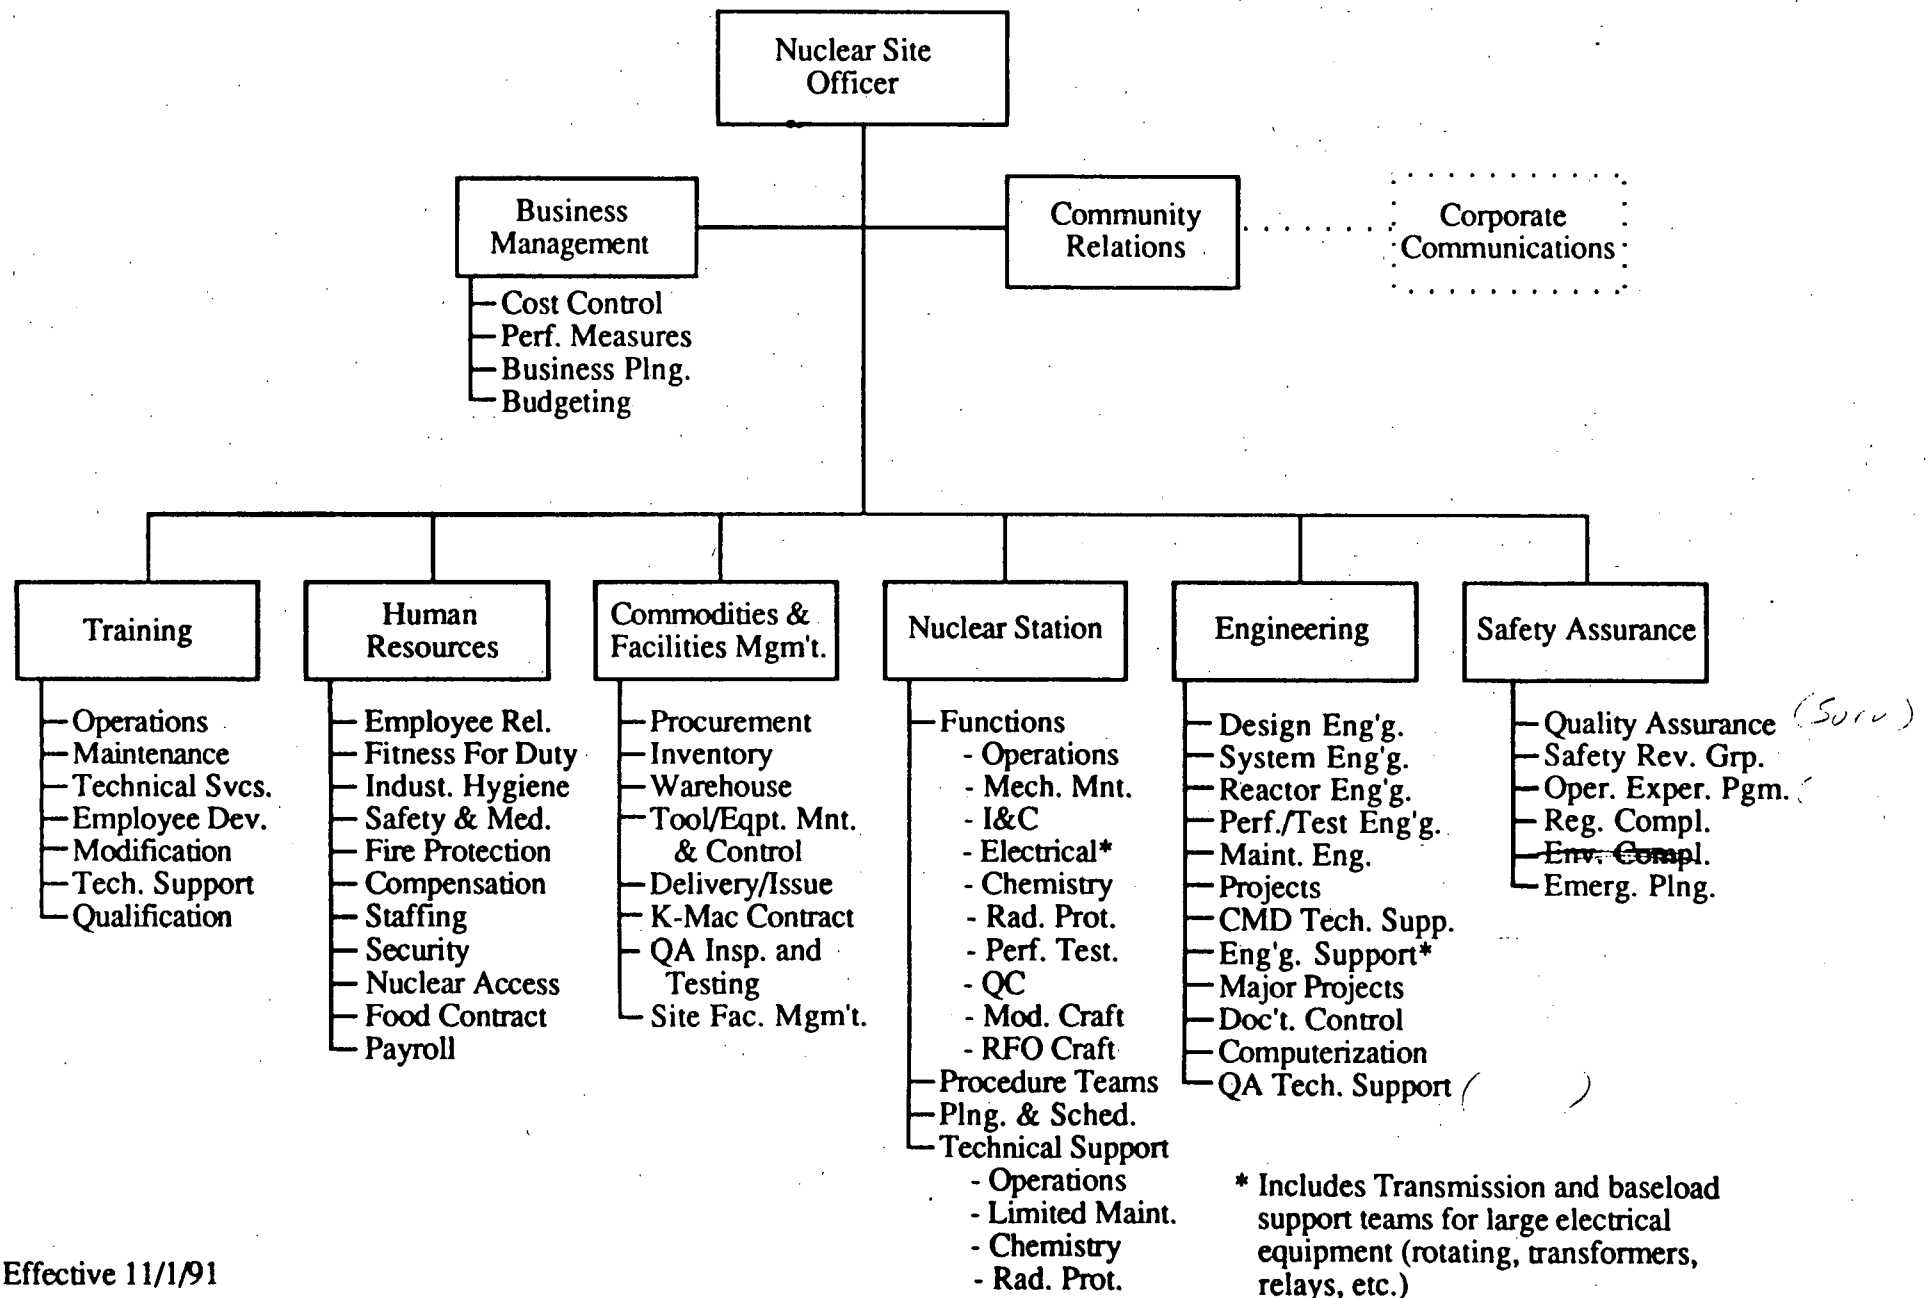 Nuclear Site
Officer
Business
Management
Community
Relations
Corporate
Communications
Cost Control
Perf. Measures
Business Plng.
Budgeting
Training
Operations
Maintenance
Technical Svcs.
Employee Dev.
Modification
Tech. Support
Qualification
Human
Resources
Employee Rel.
Fitness For Duty
Indust. Hygiene
Safety & Med.
Fire Protection
Compensation
Staffing
Security
Nuclear Access
Food Contract
Payroll
Commodities &
Facilities Mgm't.
Procurement
Inventory
Warehouse
Tool/Eqpt. Mnt.
& Control
Delivery/Issue
K-Mac Contract
QA Insp. and
Testing
Site Fac. Mgm't.
Nuclear Station
Functions
- Operations
- Mech. Mnt.
- I&C
- Electrical*
- Chemistry
- Rad. Prot.
- Perf. Test.
- QC
- Mod. Craft
- RFO Craft
Procedure Teams
Plng. & Sched.
Technical Support
- Operations
- Limited Maint.
- Chemistry
- Rad. Prot.
Engineering
Design Eng'g.
System Eng'g.
Reactor Eng'g.
Perf./Test Eng'g.
Maint. Eng.
Projects
CMD Tech. Supp.
Eng'g. Support*
Major Projects
Doc't. Control
Computerization
QA Tech. Support ( )
Safety Assurance
Quality Assurance
Safety Rev. Grp.
Oper. Exper. Pgm.
Reg. Compl.
Env. Compl.
Emerg. Plng.
* Includes Transmission and baseload
support teams for large electrical
equipment (rotating, transformers,
relays, etc.)
Effective 11/1/91